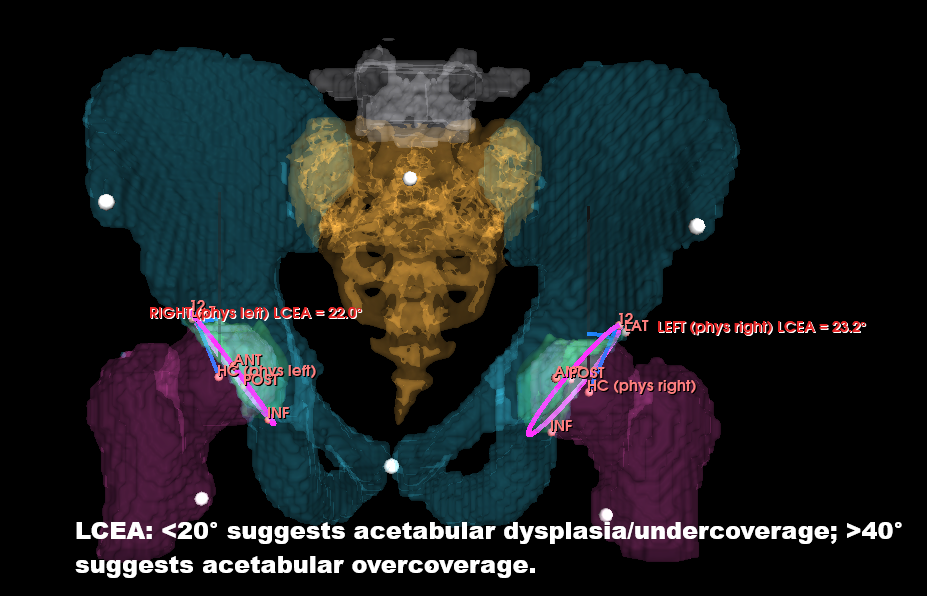 12
RIGHT (phys left) LCEA = 22.0°
12
LAT LEFT (phys right) LCEA = 23.2°
ANT
HC (phys left)
POST
POST
HC (phys right)
INF
INF
LCEA: <20° suggests acetabular dysplasia/undercoverage; >40°
suggests acetabular overcoverage.